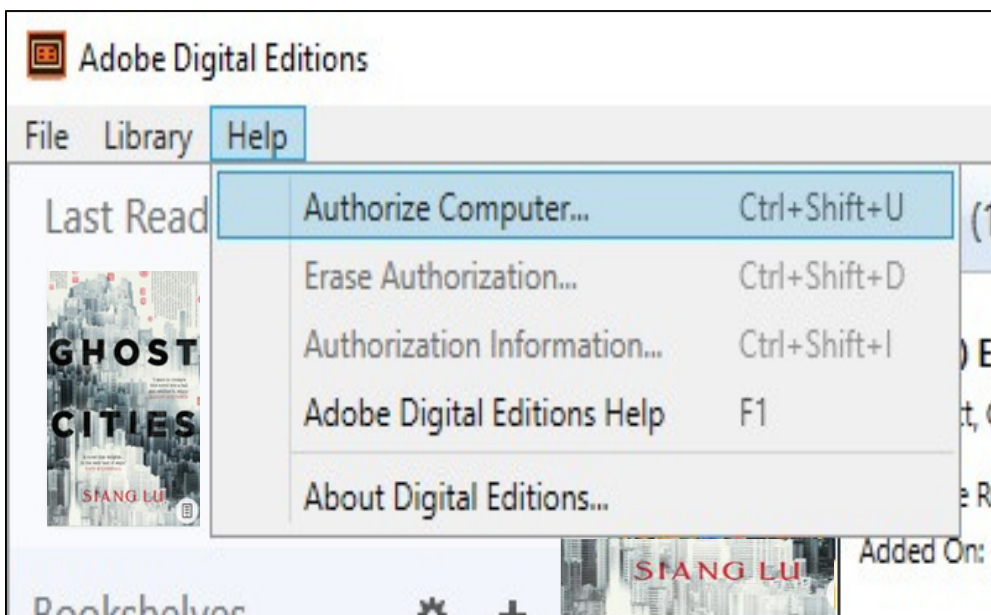 Adobe Digital Editions
File Library Help
Last Read
Authorize Computer... Ctrl+Shift+U
Erase Authorization... Ctrl+Shift+D
Authorization Information... Ctrl+Shift+I
Adobe Digital Editions Help F1
About Digital Editions...
GHOST
CITIES
SIANG LU
SIANG LU
Added On:
Bookshelves